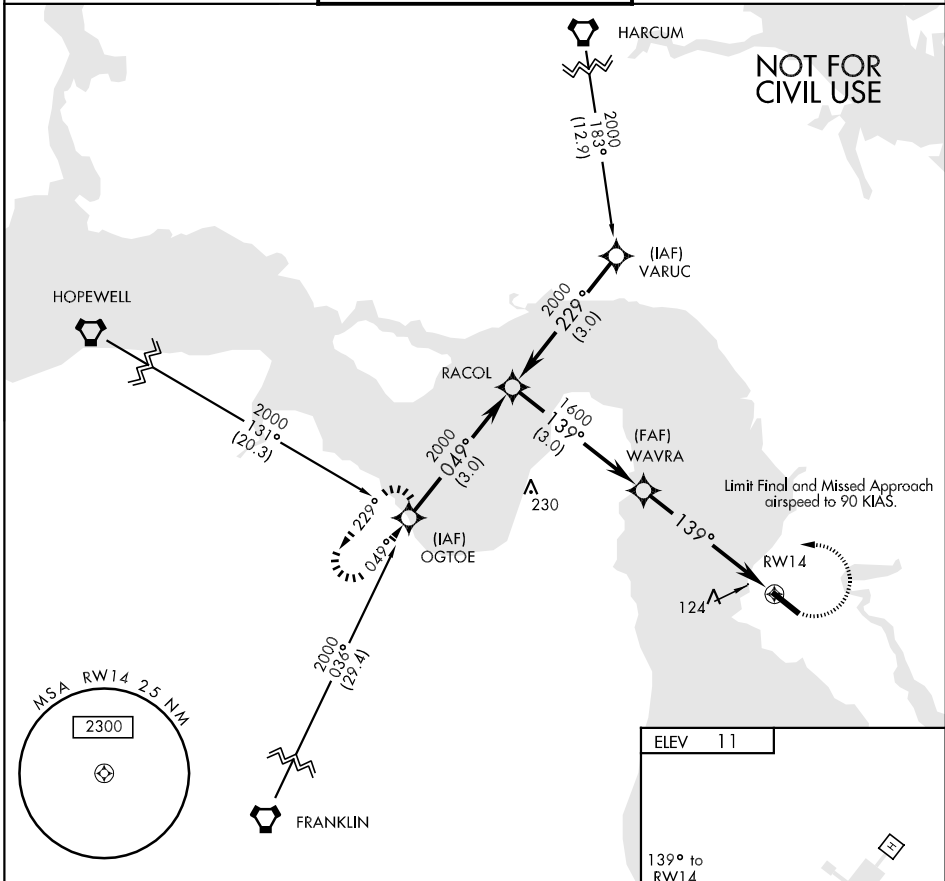 HARCUM
NOT FOR
CIVIL USE
2000
183°
(12.9)
(IAF)
VARUC
2000
229°
(3.0)
HOPEWELL
2000
131°
(20.3)
RACOL
2000
049°
(3.0)
1600
139°
(3.0)
(FAF)
WAVRA
230
Limit Final and Missed Approach
airspeed to 90 KIAS.
229°
049°
(IAF)
OGTOE
139°
RW14
124
2000
036°
(29.4)
MSA RW14 25 NM
2300
FRANKLIN
ELEV 11
H
139° to
RW14